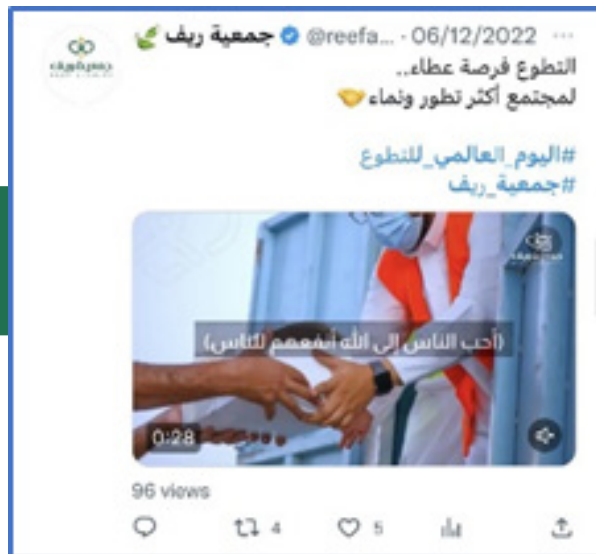 جمعية ريف @reefa... · 06/12/2022 ...
التطوع فرصة عطاء..
لمجتمع أكثر تطور ونماء
#اليوم_العالمي_للتطوع
#جمعية_ريف
(أحب الناس إلى الله أنفعهم للناس)
0:28
96 views
4 5